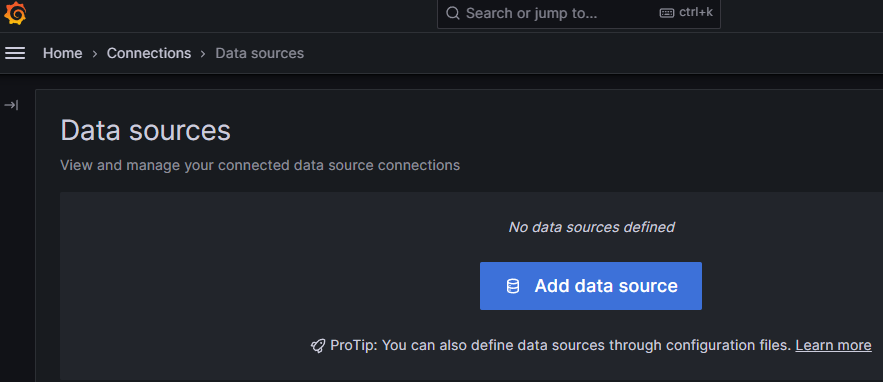 Search or jump to... ctrl+k
Home › Connections › Data sources
Data sources
View and manage your connected data source connections
No data sources defined
Add data source
ProTip: You can also define data sources through configuration files. Learn more